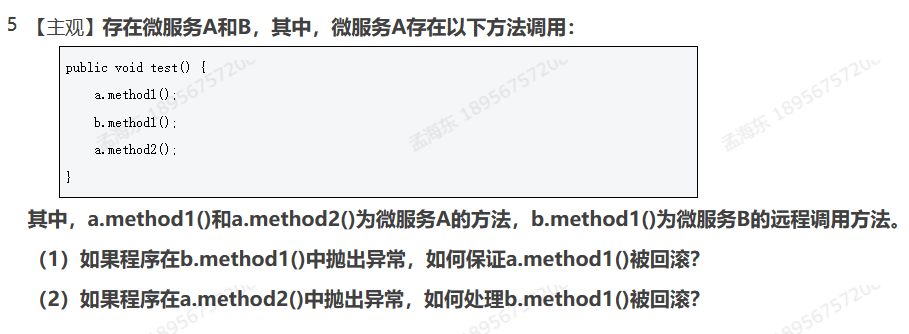 5 【主观】存在微服务A和B，其中，微服务A存在以下方法调用：
public void test() {
a.method1();
b.method1();
a.method2();
}
其中，a.method1()和a.method2()为微服务A的方法，b.method1()为微服务B的远程调用方法。
（1）如果程序在b.method1()中抛出异常，如何保证a.method1()被回滚？
（2）如果程序在a.method2()中抛出异常，如何处理b.method1()被回滚？